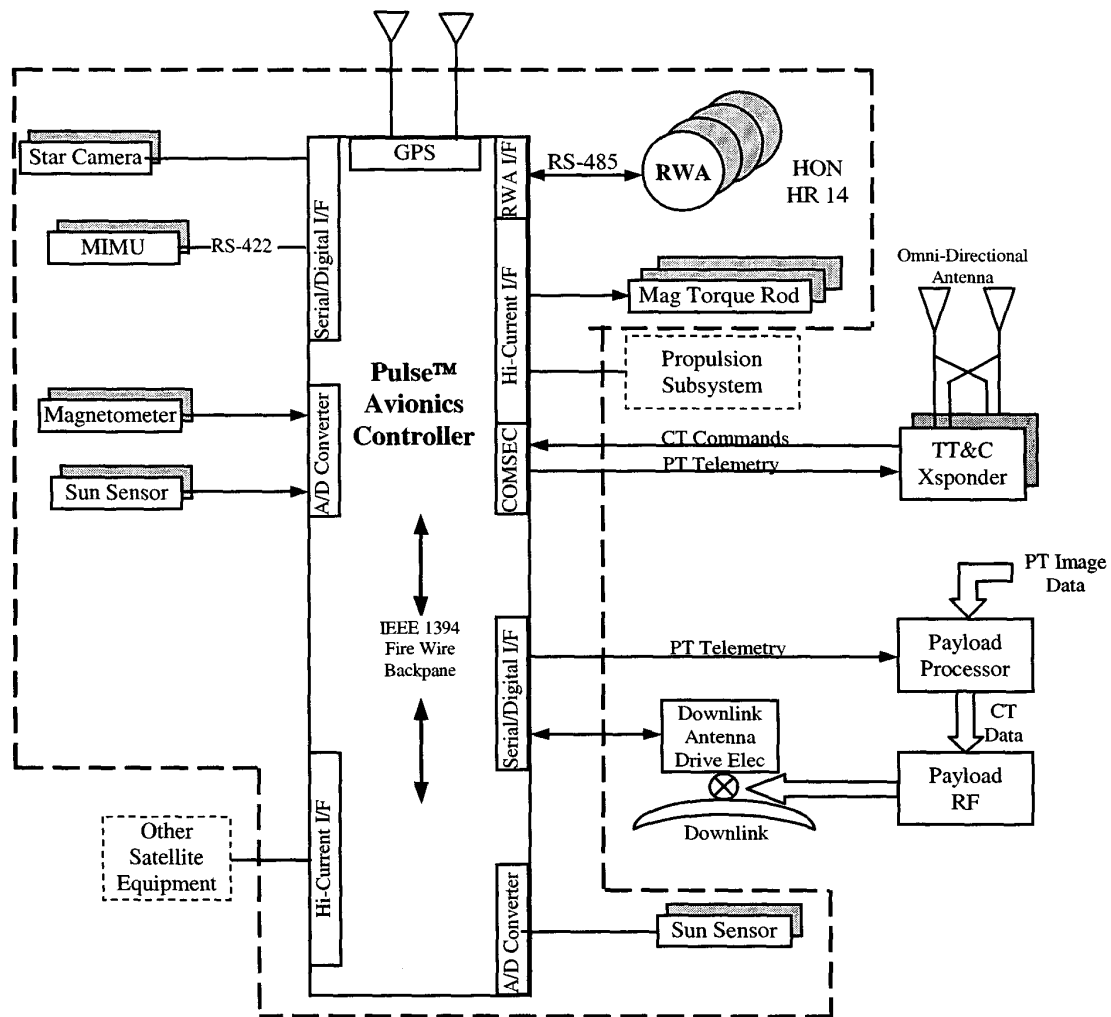 GPS
Star Camera
RS-485
RWA
HON
HR 14
RWA I/F
MIMU
RS-422
Serial/Digital I/F
Omni-Directional
Antenna
Mag Torque Rod
Hi-Current I/F
Propulsion
Subsystem
Pulse™
Avionics
Controller
Magnetometer
A/D Converter
Sun Sensor
COMSEC
CT Commands
PT Telemetry
TT&C
Xsponder
PT Image
Data
IEEE 1394
Fire Wire
Backpane
Serial/Digital I/F
PT Telemetry
Payload
Processor
CT
Data
Downlink
Antenna
Drive Elec
Payload
RF
Downlink
Other
Satellite
Equipment
Hi-Current I/F
A/D Converter
Sun Sensor